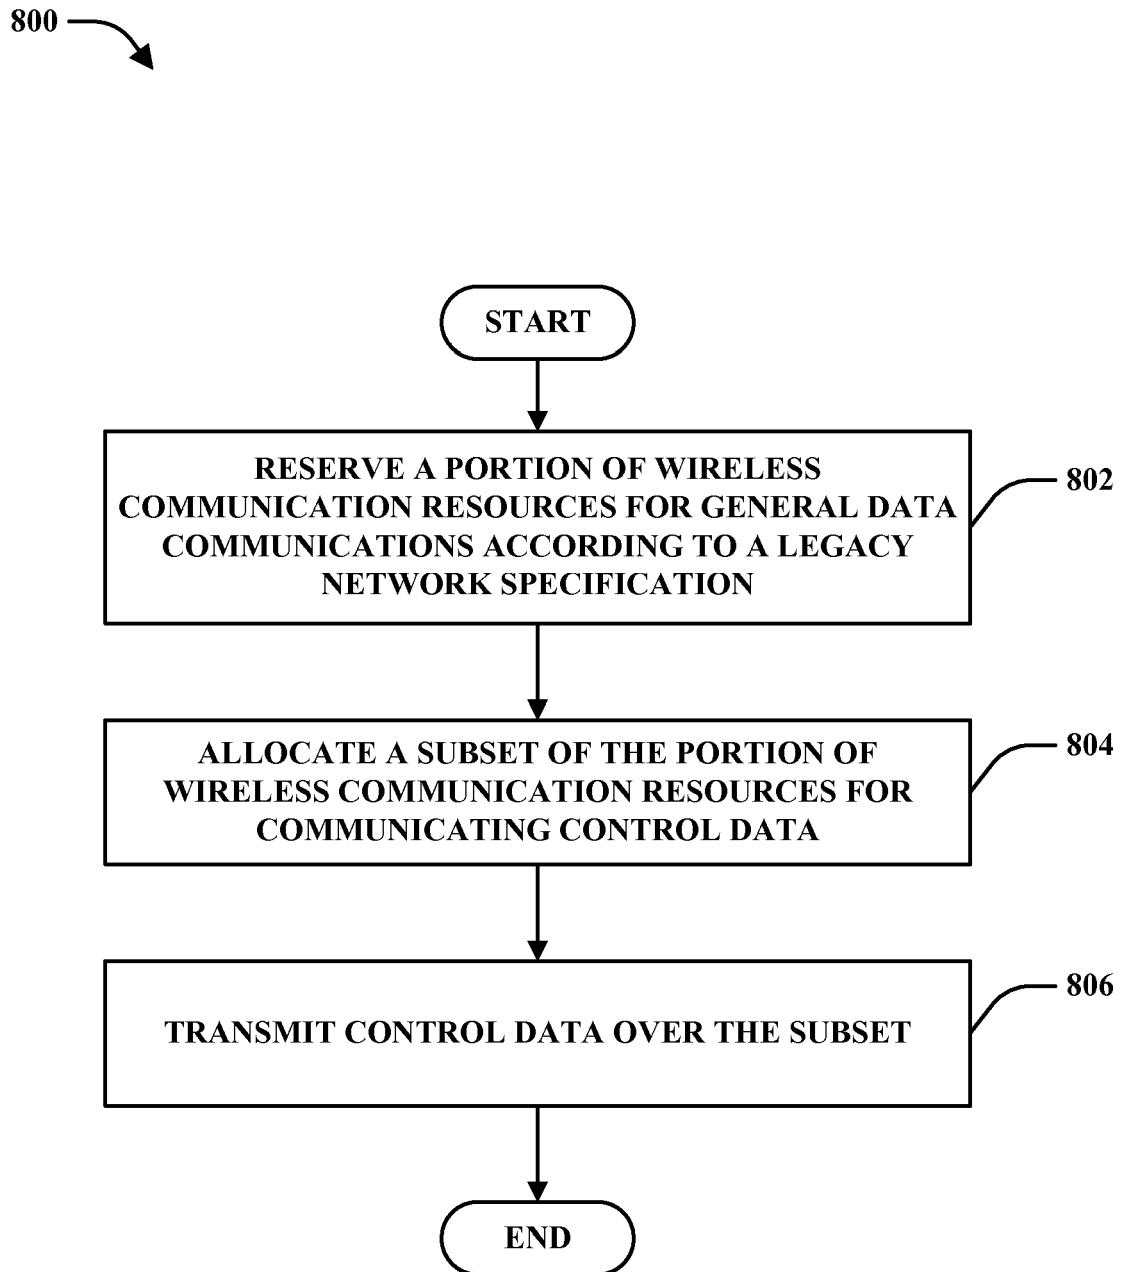 800
START
RESERVE A PORTION OF WIRELESS
COMMUNICATION RESOURCES FOR GENERAL DATA
COMMUNICATIONS ACCORDING TO A LEGACY
NETWORK SPECIFICATION
802
ALLOCATE A SUBSET OF THE PORTION OF
WIRELESS COMMUNICATION RESOURCES FOR
COMMUNICATING CONTROL DATA
804
TRANSMIT CONTROL DATA OVER THE SUBSET
806
END